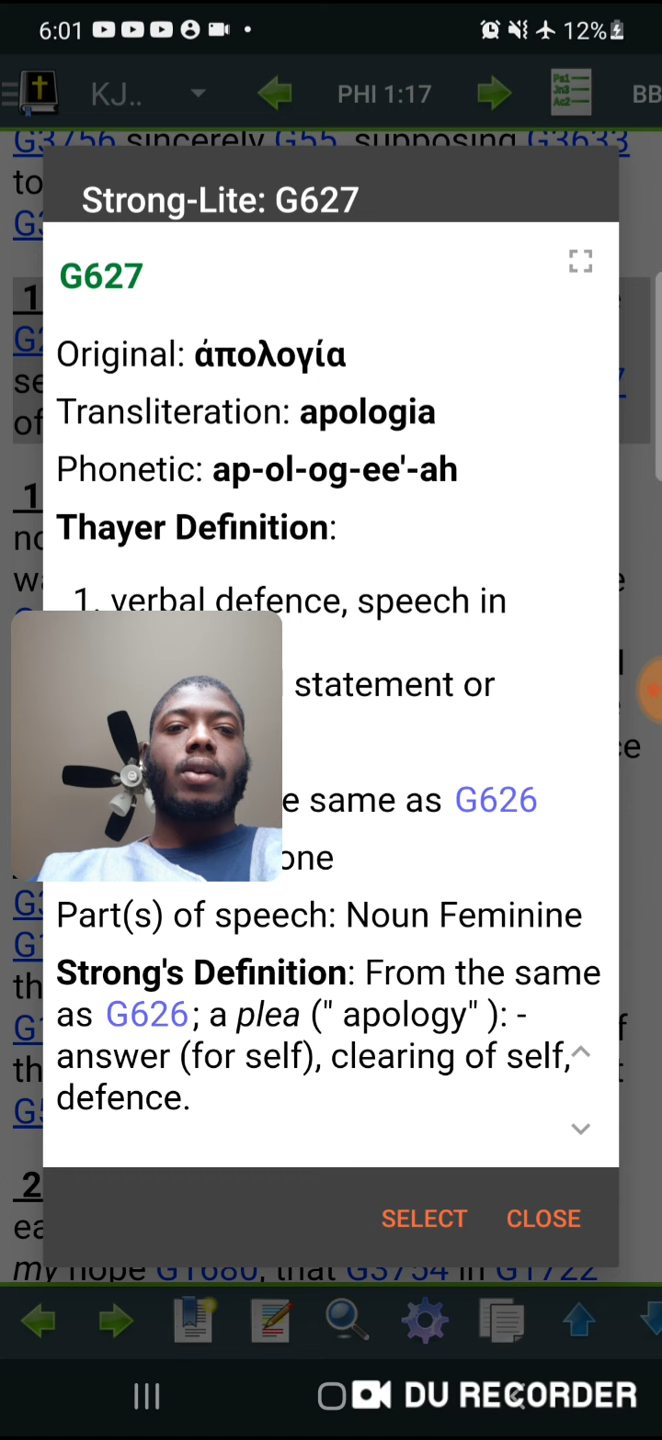 6:01 12%
KJ.. PHI 1:17 BB
G3756 sincerely G55, supposing G3633
to
Strong-Lite: G627
G627
Original: ἀπολογία
Transliteration: apologia
Phonetic: ap-ol-og-ee'-ah
Thayer Definition:
1. verbal defence, speech in
statement or
e same as G626
one
Part(s) of speech: Noun Feminine
Strong's Definition: From the same
as G626; a plea (" apology" ): -
answer (for self), clearing of self,
defence.
SELECT CLOSE
my hope G1680, that G3754 in G1722
DU RECORDER